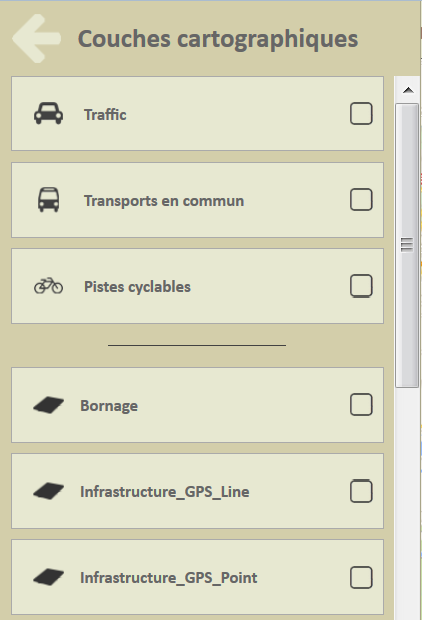 Couches cartographiques
Traffic
Transports en commun
Pistes cyclables
Bornage
Infrastructure_GPS_Line
Infrastructure_GPS_Point